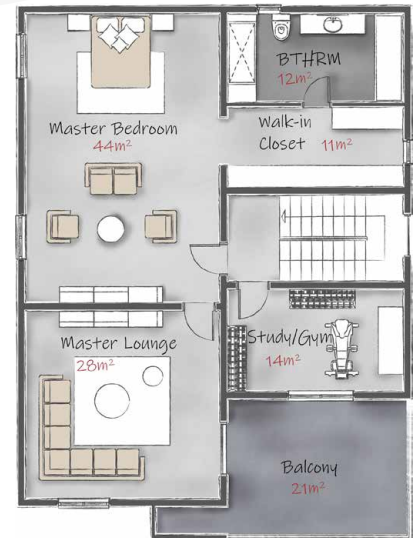 BTHRM
12m²
Master Bedroom
44m²
Walk-in
Closet 11m²
Master Lounge
28m²
Study/Gym
14m²
Balcony
21m²